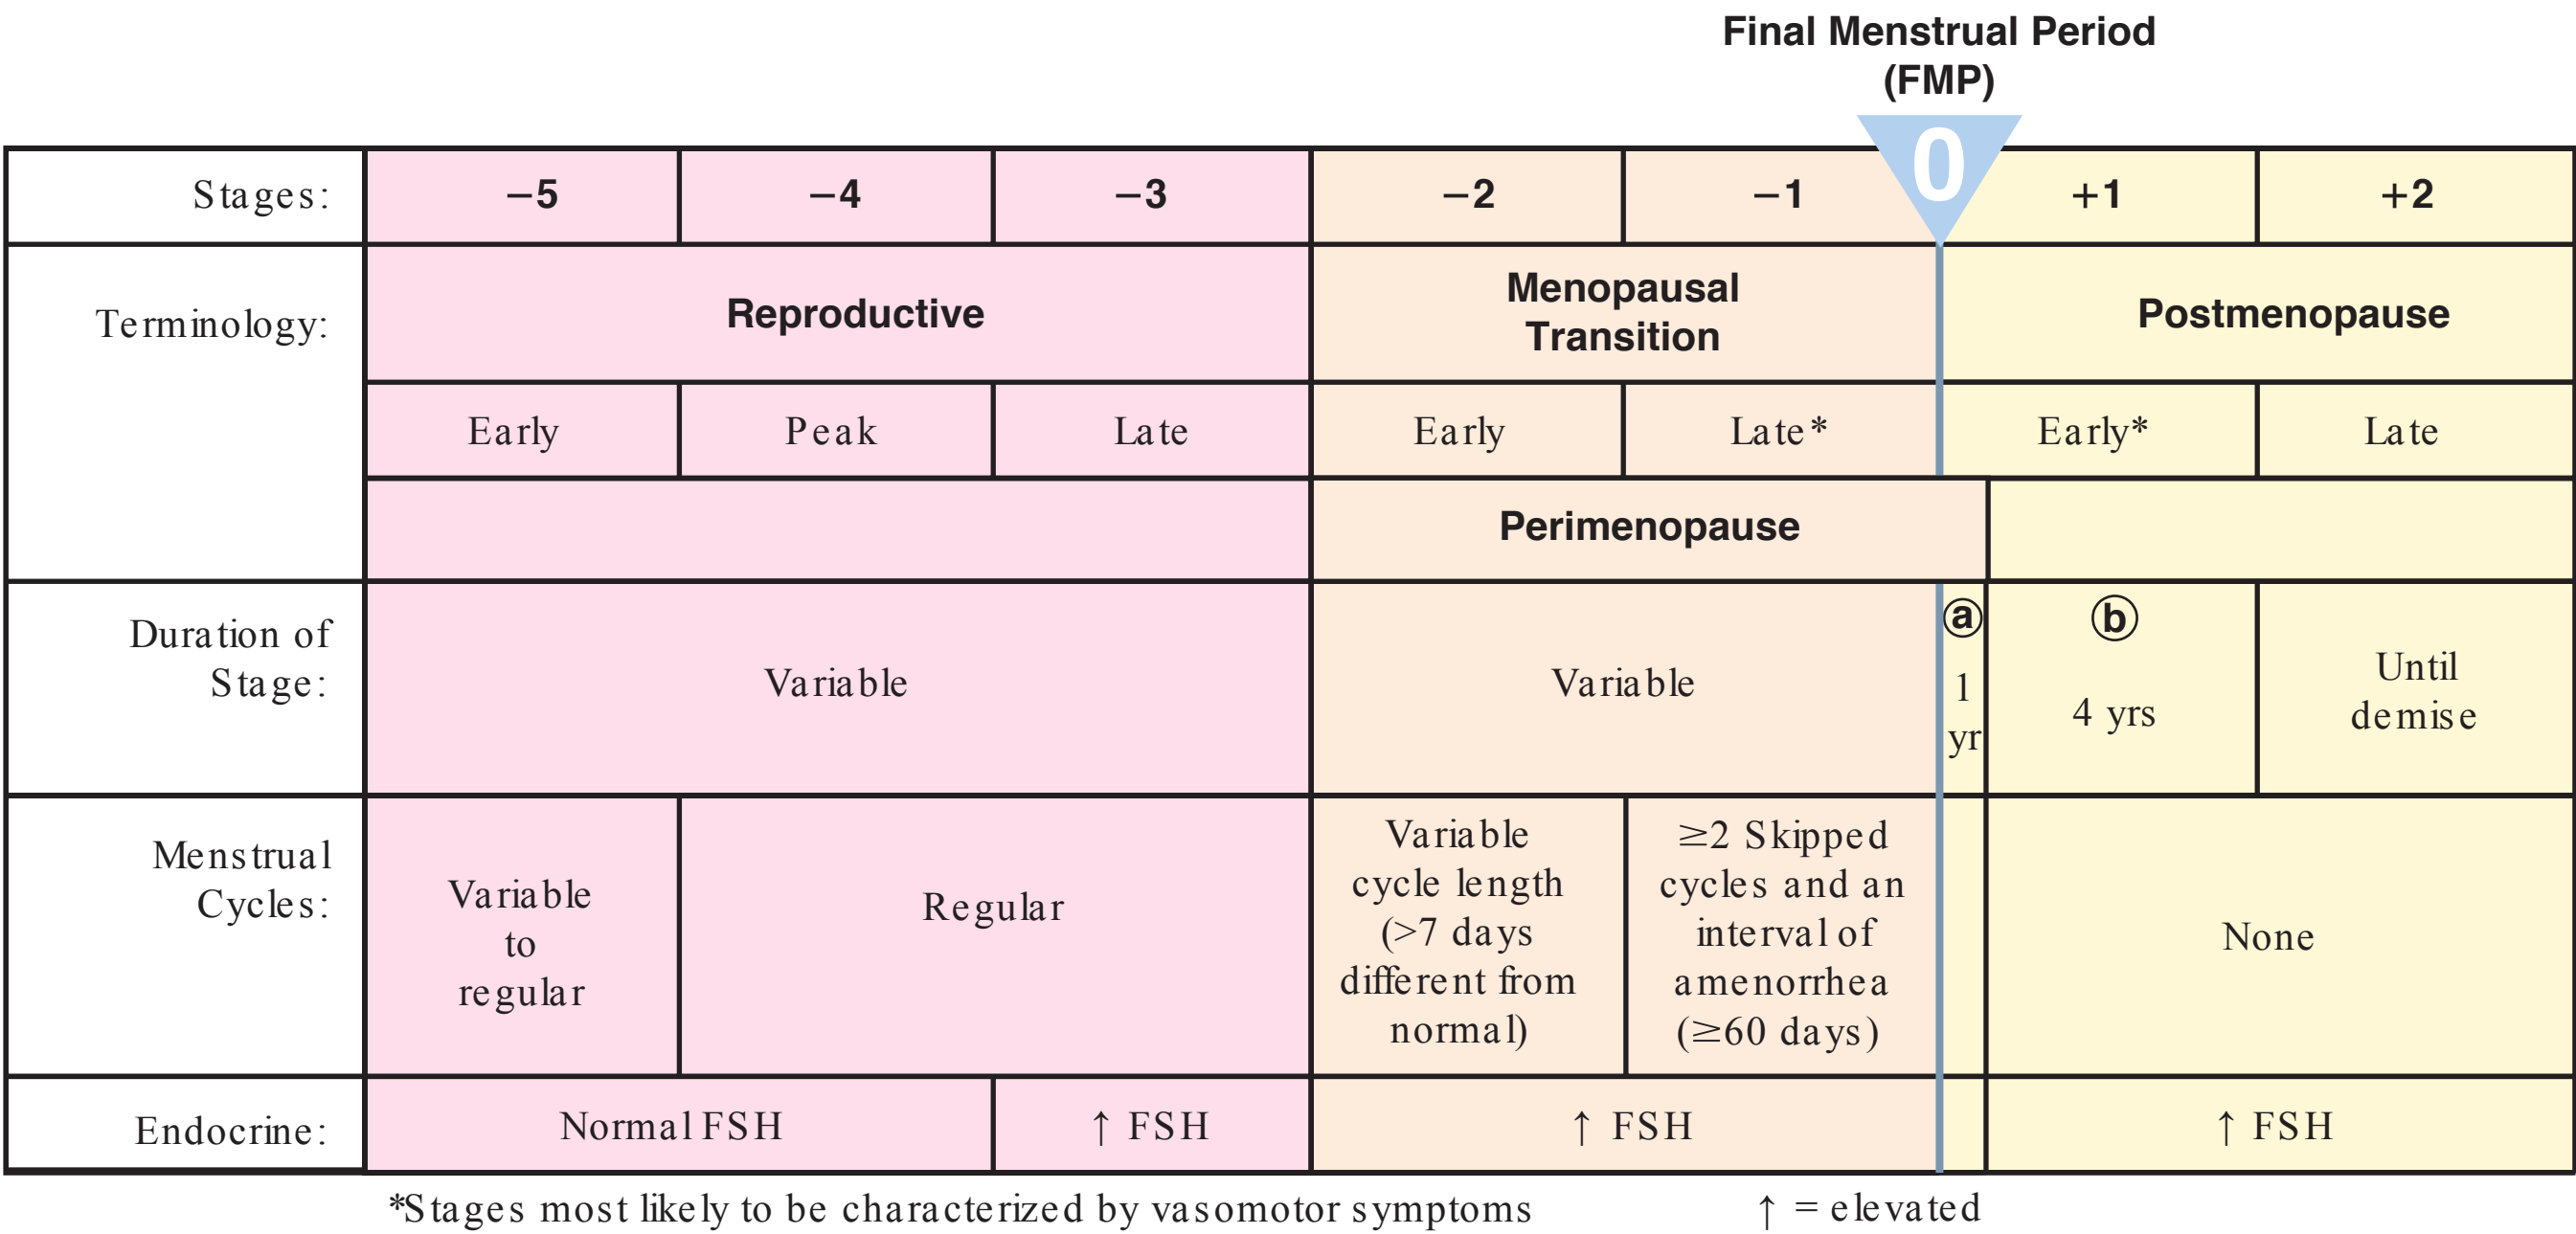 Final Menstrual Period
(FMP)
0
Stages:
−5
−4
−3
−2
−1
+1
+2
Terminology:
Reproductive
Menopausal
Transition
Postmenopause
Early
Peak
Late
Early
Late*
Early*
Late
Perimenopause
Duration of
Stage:
Variable
Variable
a
1
yr
b
4 yrs
Until
demise
Menstrual
Cycles:
Variable
to
regular
Regular
Variable
cycle length
(>7 days
different from
normal)
≥2 Skipped
cycles and an
interval of
amenorrhea
(≥60 days)
None
Endocrine:
Normal FSH
↑ FSH
↑ FSH
↑ FSH
*Stages most likely to be characterized by vasomotor symptoms
↑ = elevated